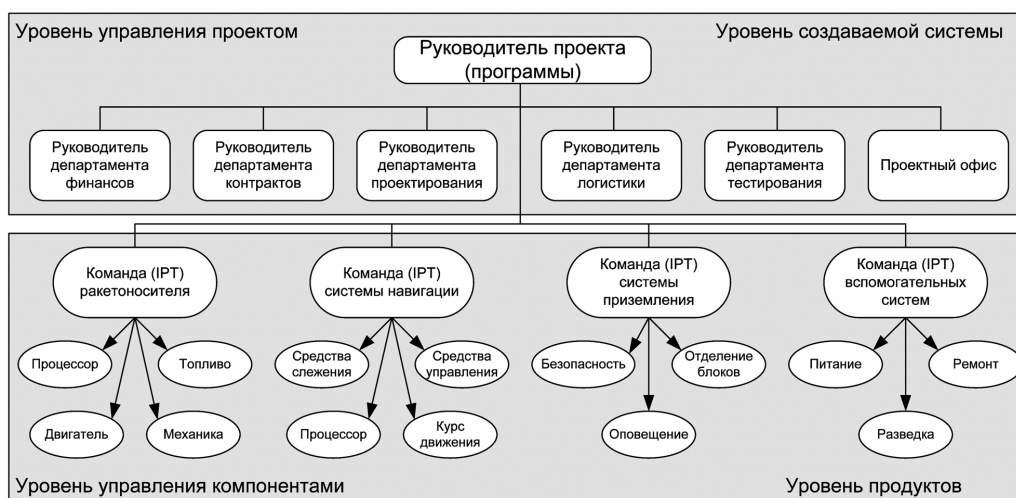 Уровень управления проектом
Уровень создаваемой системы
Руководитель проекта
(программы)
Руководитель
департамента
финансов
Руководитель
департамента
контрактов
Руководитель
департамента
проектирования
Руководитель
департамента
логистики
Руководитель
департамента
тестирования
Проектный офис
Команда (IPT)
ракетоносителя
Команда (IPT)
системы навигации
Команда (IPT)
системы
приземления
Команда (IPT)
вспомогательных
систем
Процессор
Топливо
Двигатель
Механика
Средства
слежения
Средства
управления
Процессор
Курс
движения
Безопасность
Отделение
блоков
Оповещение
Питание
Ремонт
Разведка
Уровень управления компонентами
Уровень продуктов